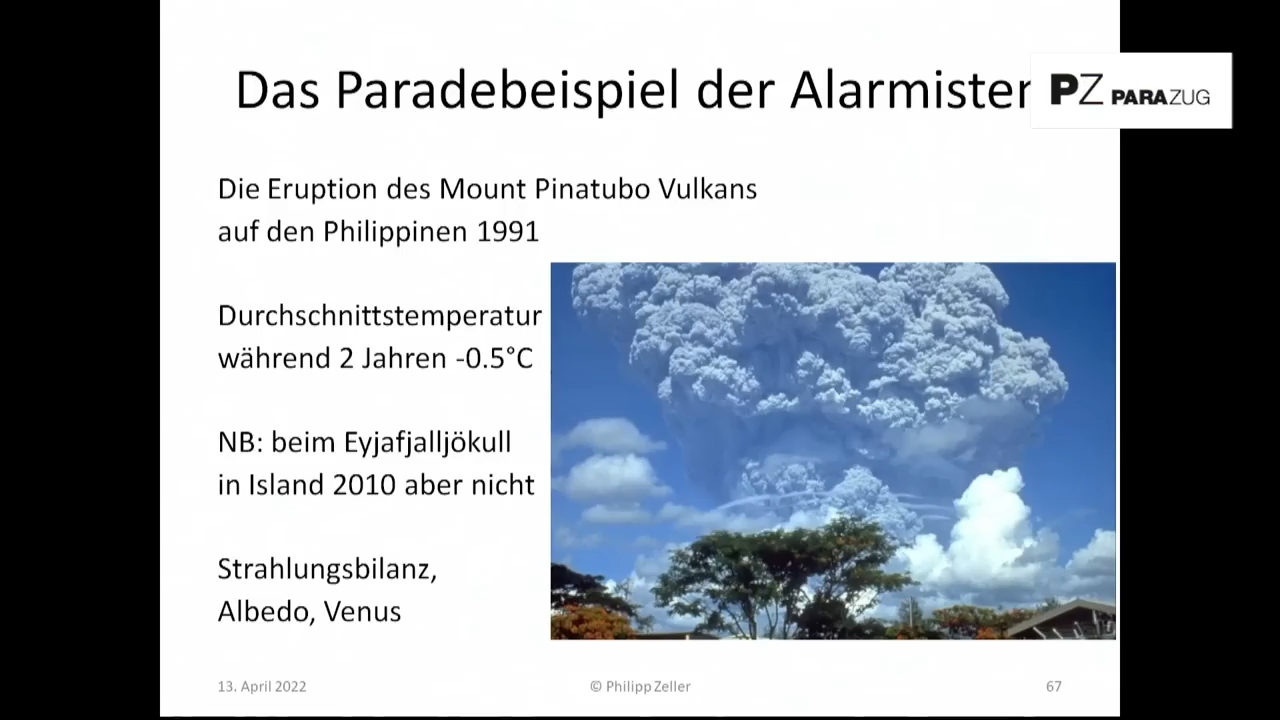 Das Paradebeispiel der Alarmisten
PZ PARAZUG
Die Eruption des Mount Pinatubo Vulkans
auf den Philippinen 1991
Durchschnittstemperatur
während 2 Jahren -0.5°C
NB: beim Eyjafjalljökull
in Island 2010 aber nicht
Strahlungsbilanz,
Albedo, Venus
13. April 2022
© Philipp Zeller
67